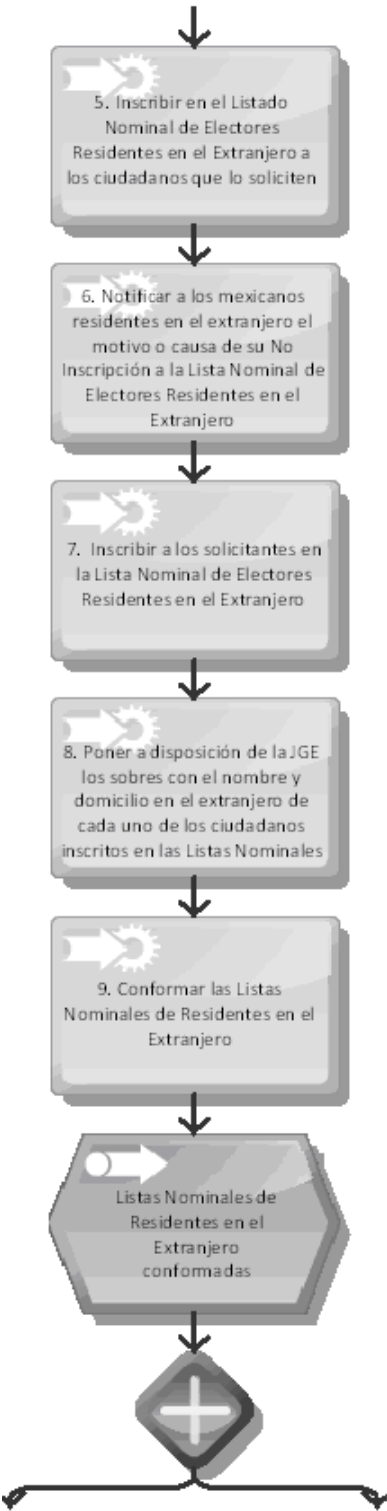 5. Inscribir en el Listado
Nominal de Electores
Residentes en el Extranjero a
los ciudadanos que lo soliciten
6. Notificar a los mexicanos
residentes en el extranjero el
motivo o causa de su No
Inscripción a la Lista Nominal de
Electores Residentes en el
Extranjero
7. Inscribir a los solicitantes en
la Lista Nominal de Electores
Residentes en el Extranjero
8. Poner a disposición de la JGE
los sobres con el nombre y
domicilio en el extranjero de
cada uno de los ciudadanos
inscritos en las Listas Nominales
9. Conformar las Listas
Nominales de Residentes en el
Extranjero
Listas Nominales de
Residentes en el
Extranjero
conformadas